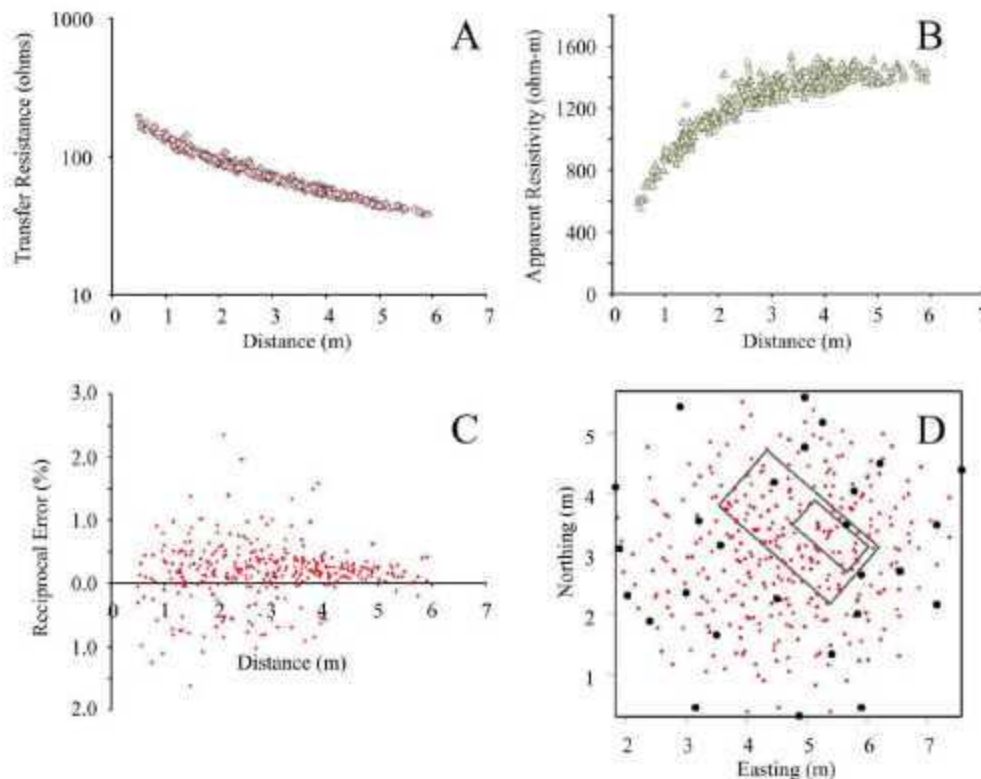 A
Transfer Resistance (ohms)
1000
100
10
0 1 2 3 4 5 6 7
Distance (m)
B
Apparent Resistivity (ohm-m)
1600
1200
800
400
0
0 1 2 3 4 5 6 7
Distance (m)
C
Reciprocal Error (%)
3.0
2.0
1.0
0.0
1.0
2.0
0 1 2 3 4 5 6 7
Distance (m)
D
Northing (m)
5
4
3
2
1
2 3 4 5 6 7
Easting (m)